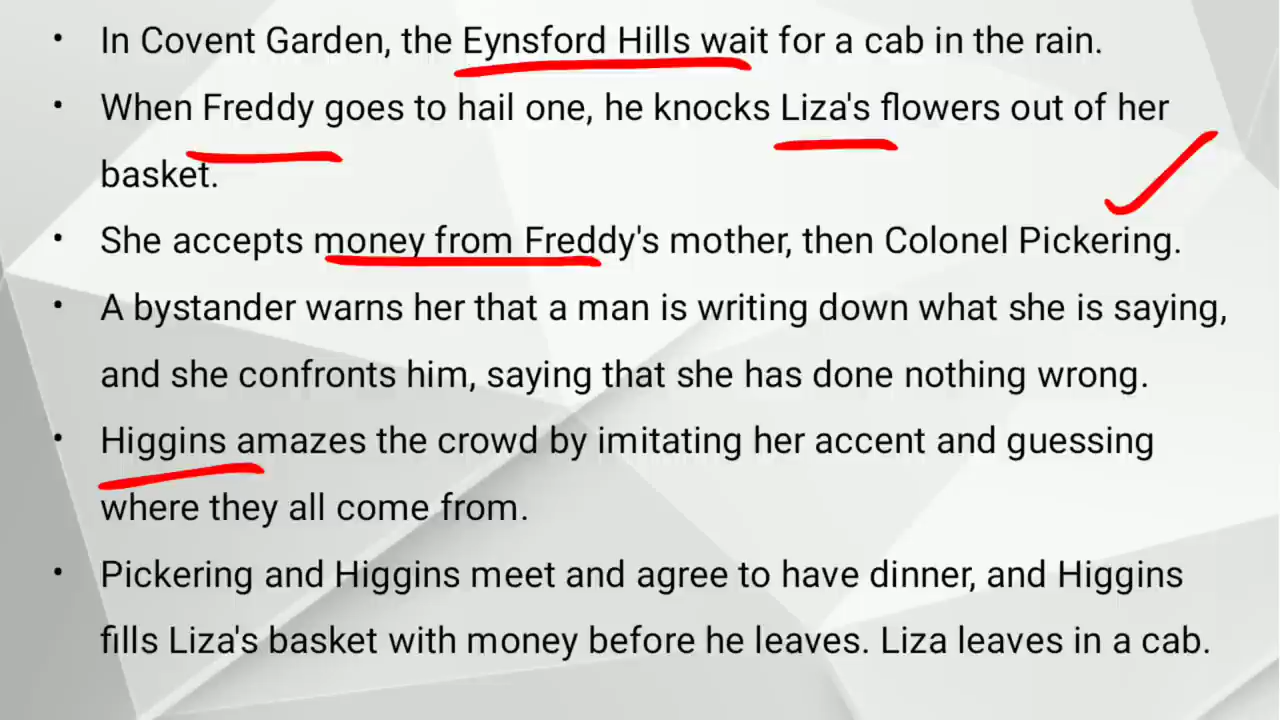 • In Covent Garden, the Eynsford Hills wait for a cab in the rain.
• When Freddy goes to hail one, he knocks Liza's flowers out of her
basket.
• She accepts money from Freddy's mother, then Colonel Pickering.
• A bystander warns her that a man is writing down what she is saying,
and she confronts him, saying that she has done nothing wrong.
• Higgins amazes the crowd by imitating her accent and guessing
where they all come from.
• Pickering and Higgins meet and agree to have dinner, and Higgins
fills Liza's basket with money before he leaves. Liza leaves in a cab.